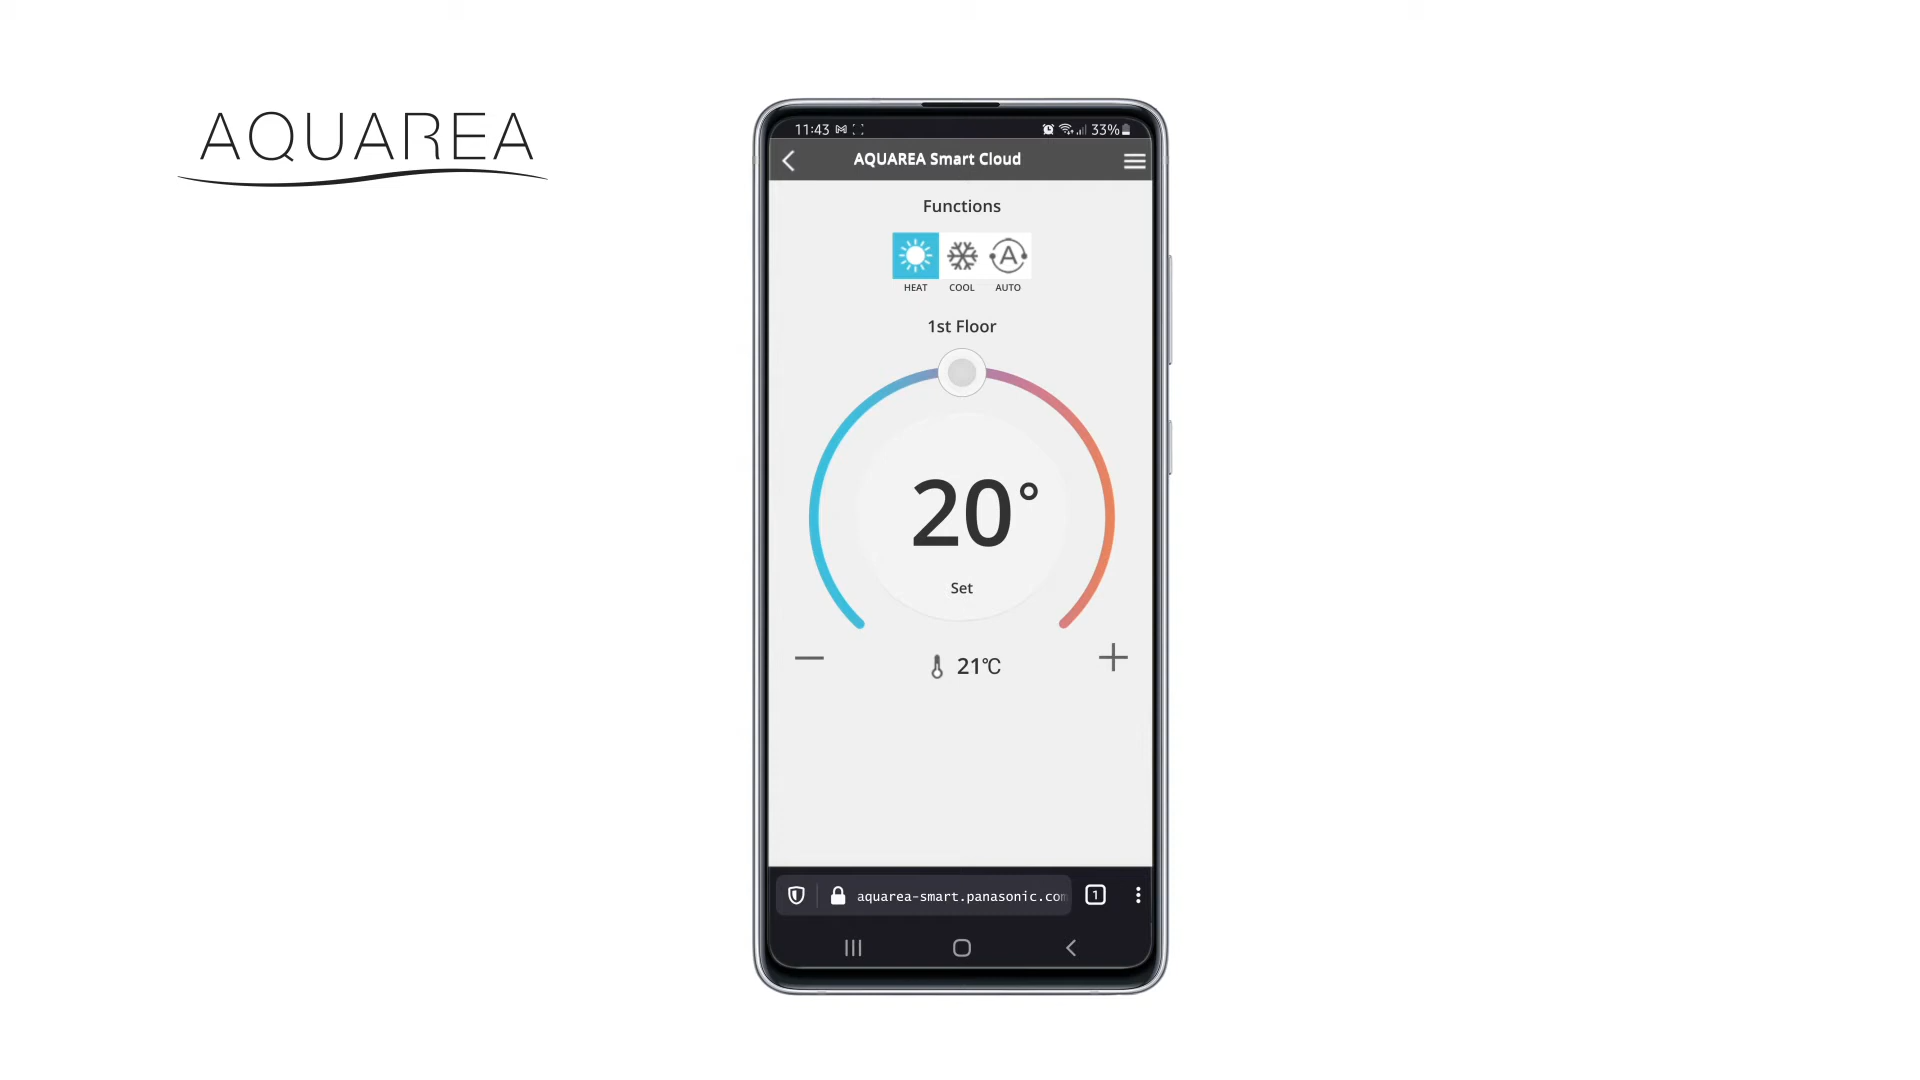 AQUAREA
11:43 33%
AQUAREA Smart Cloud
Functions
A
HEAT COOL AUTO
1st Floor
20°
Set
21℃
aquarea-smart.panasonic.com
1